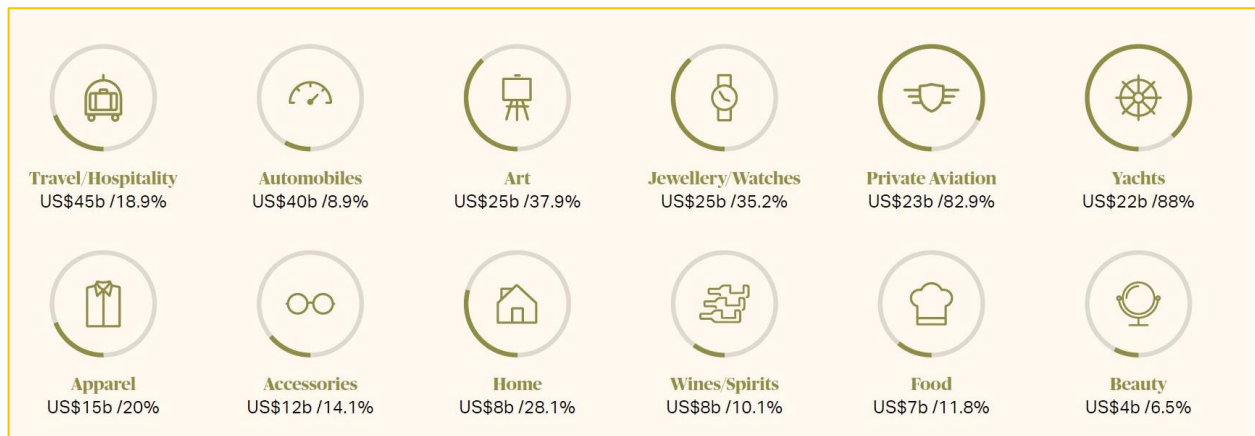 Travel/Hospitality
US$45b /18.9%
Automobiles
US$40b /8.9%
Art
US$25b /37.9%
Jewellery/Watches
US$25b /35.2%
Private Aviation
US$23b /82.9%
Yachts
US$22b /88%
Apparel
US$15b /20%
Accessories
US$12b /14.1%
Home
US$8b /28.1%
Wines/Spirits
US$8b /10.1%
Food
US$7b /11.8%
Beauty
US$4b /6.5%